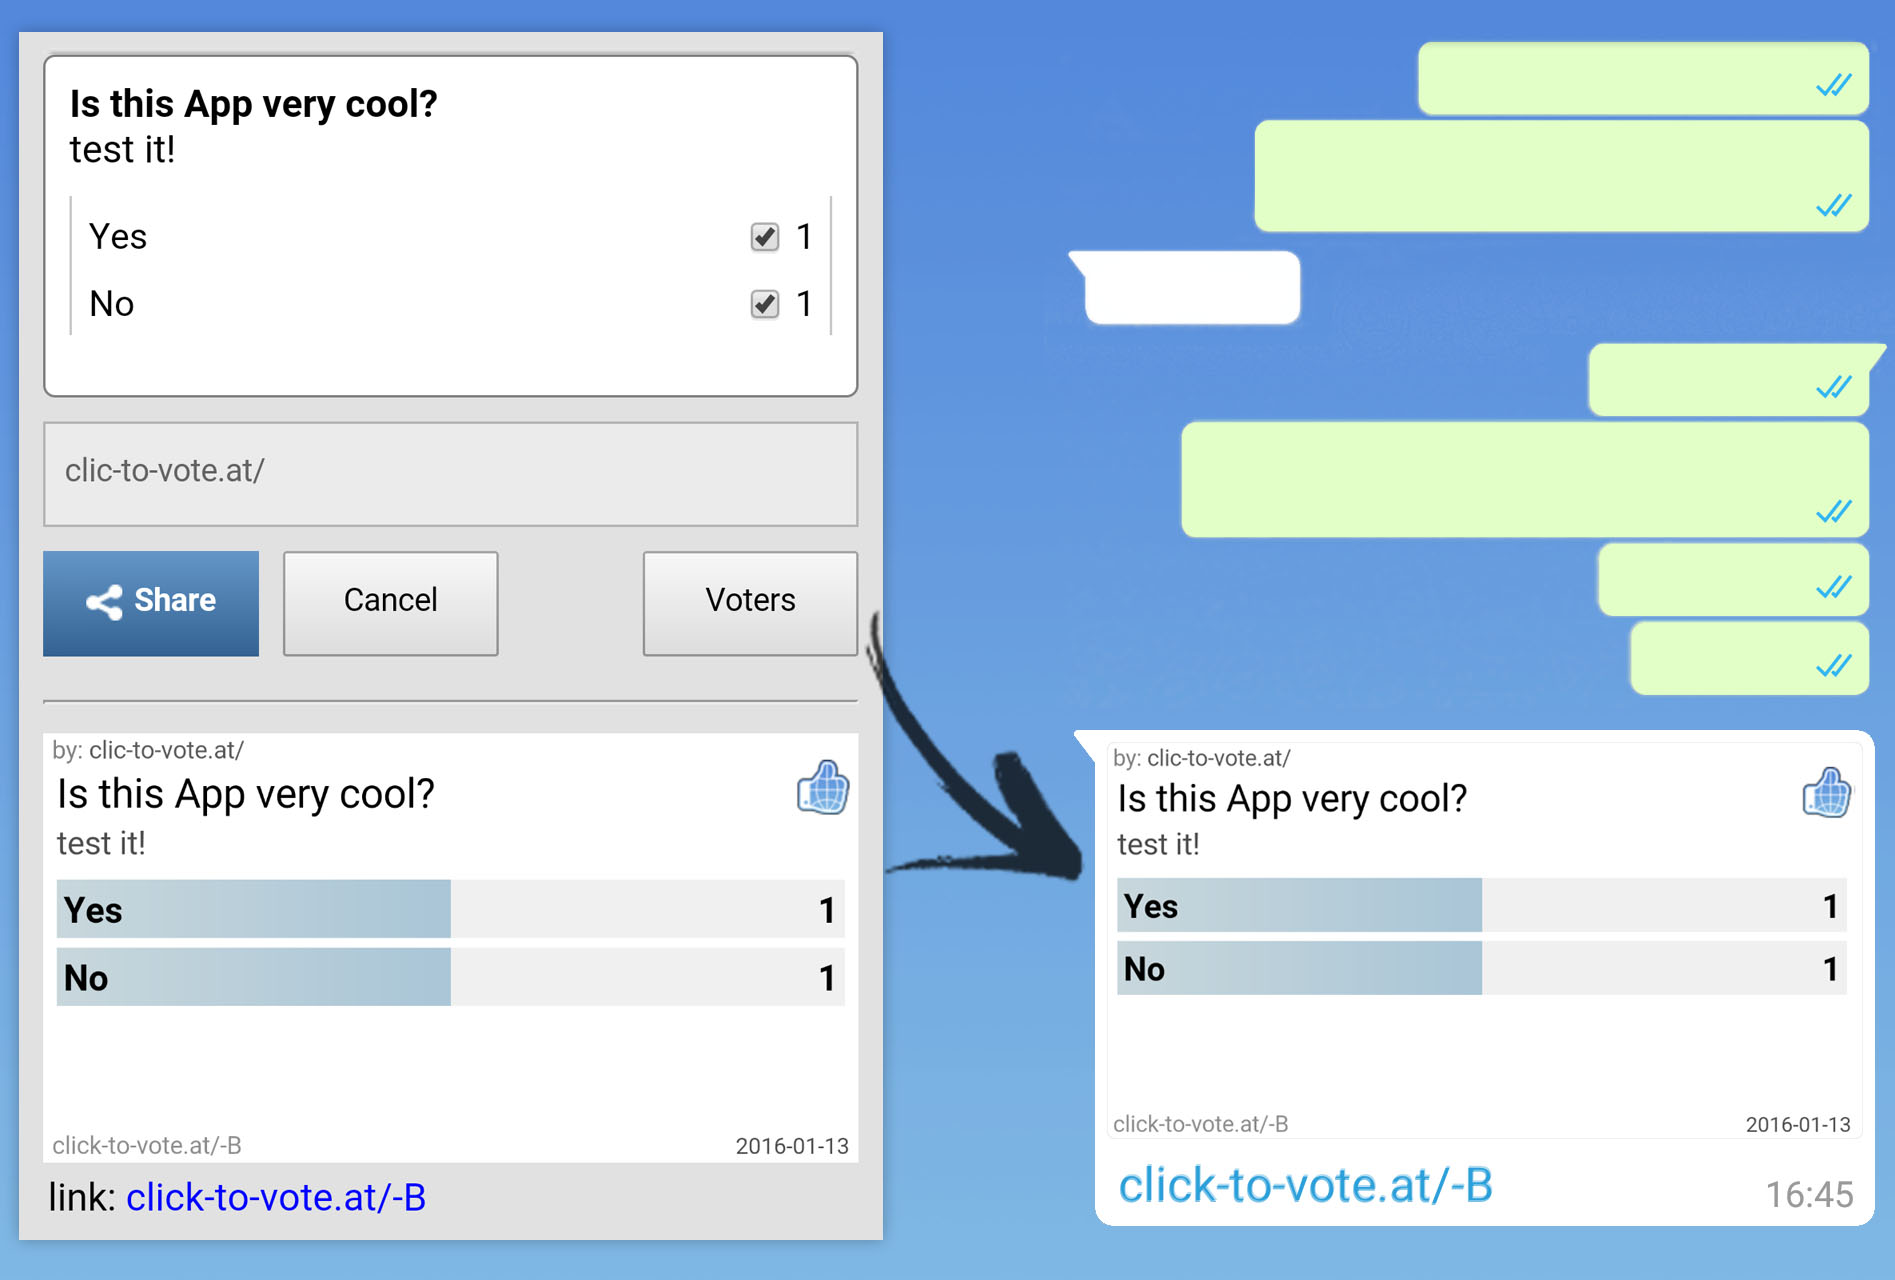 Is this App very cool?
test it!
Yes 1
No 1
clic-to-vote.at/
Share Cancel Voters
by: clic-to-vote.at/
Is this App very cool?
test it!
Yes 1
No 1
click-to-vote.at/-B 2016-01-13
link: click-to-vote.at/-B
by: clic-to-vote.at/
Is this App very cool?
test it!
Yes 1
No 1
click-to-vote.at/-B 2016-01-13
click-to-vote.at/-B 16:45